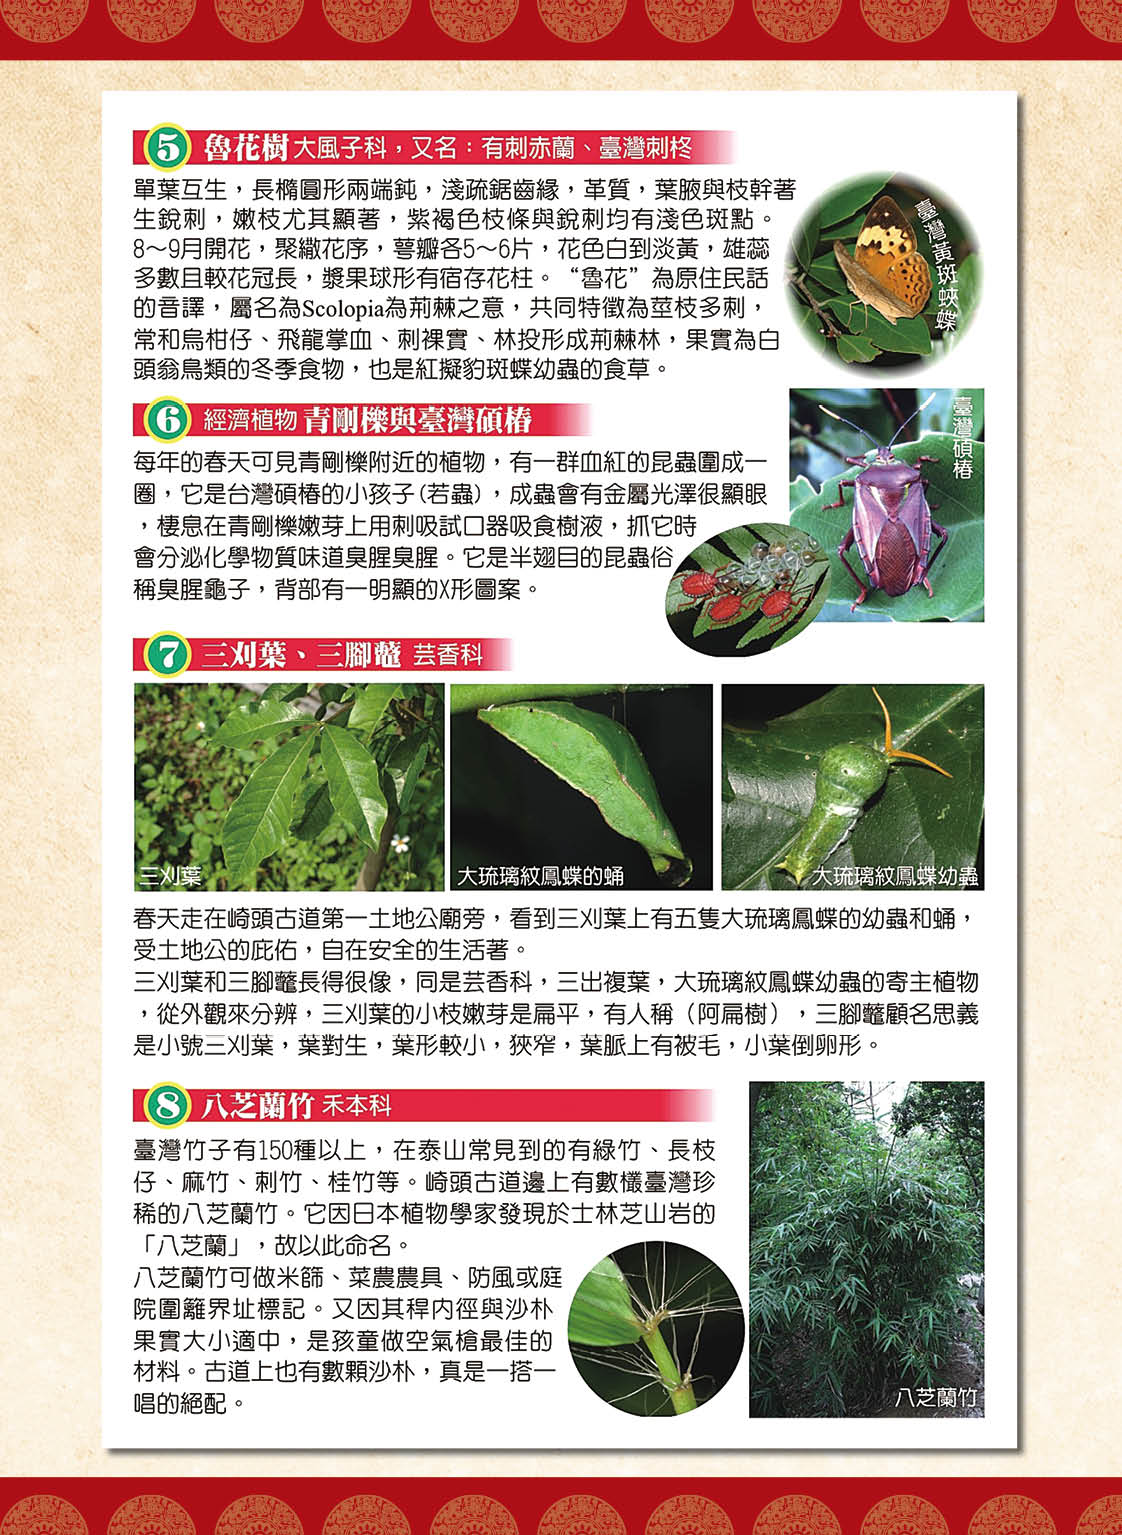 5 魯花樹 大風子科，又名：有刺赤蘭、臺灣刺柊
單葉互生，長橢圓形兩端鈍，淺疏鋸齒緣，革質，葉腋與枝幹著
生銳刺，嫩枝尤其顯著，紫褐色枝條與銳刺均有淺色斑點。
8～9月開花，聚繖花序，萼瓣各5～6片，花色白到淡黃，雄蕊
多數且較花冠長，漿果球形有宿存花柱。“魯花”為原住民話
的音譯，屬名為Scolopia為荊棘之意，共同特徵為莖枝多刺，
常和烏柑仔、飛龍掌血、刺裸實、林投形成荊棘林，果實為白
頭翁鳥類的冬季食物，也是紅擬豹斑蝶幼蟲的食草。
臺灣黃斑蛺蝶
6 經濟植物 青剛櫟與臺灣碩椿
每年的春天可見青剛櫟附近的植物，有一群血紅的昆蟲圍成一
圈，它是台灣碩椿的小孩子(若蟲)，成蟲會有金屬光澤很顯眼
，棲息在青剛櫟嫩芽上用刺吸試口器吸食樹液，抓它時
會分泌化學物質味道臭腥臭腥。它是半翅目的昆蟲俗
稱臭腥龜子，背部有一明顯的X形圖案。
臺灣碩椿
7 三刈葉、三腳虌 芸香科
三刈葉
大琉璃紋鳳蝶的蛹
大琉璃紋鳳蝶幼蟲
春天走在崎頭古道第一土地公廟旁，看到三刈葉上有五隻大琉璃鳳蝶的幼蟲和蛹，
受土地公的庇佑，自在安全的生活著。
三刈葉和三腳虌長得很像，同是芸香科，三出複葉，大琉璃紋鳳蝶幼蟲的寄主植物
，從外觀來分辨，三刈葉的小枝嫩芽是扁平，有人稱（阿扁樹），三腳虌顧名思義
是小號三刈葉，葉對生，葉形較小，狹窄，葉脈上有被毛，小葉倒卵形。
8 八芝蘭竹 禾本科
臺灣竹子有150種以上，在泰山常見到的有綠竹、長枝
仔、麻竹、刺竹、桂竹等。崎頭古道邊上有數欉臺灣珍
稀的八芝蘭竹。它因日本植物學家發現於士林芝山岩的
「八芝蘭」，故以此命名。
八芝蘭竹可做米篩、菜農農具、防風或庭
院圍籬界址標記。又因其稈內徑與沙朴
果實大小適中，是孩童做空氣槍最佳的
材料。古道上也有數顆沙朴，真是一搭一
唱的絕配。
八芝蘭竹